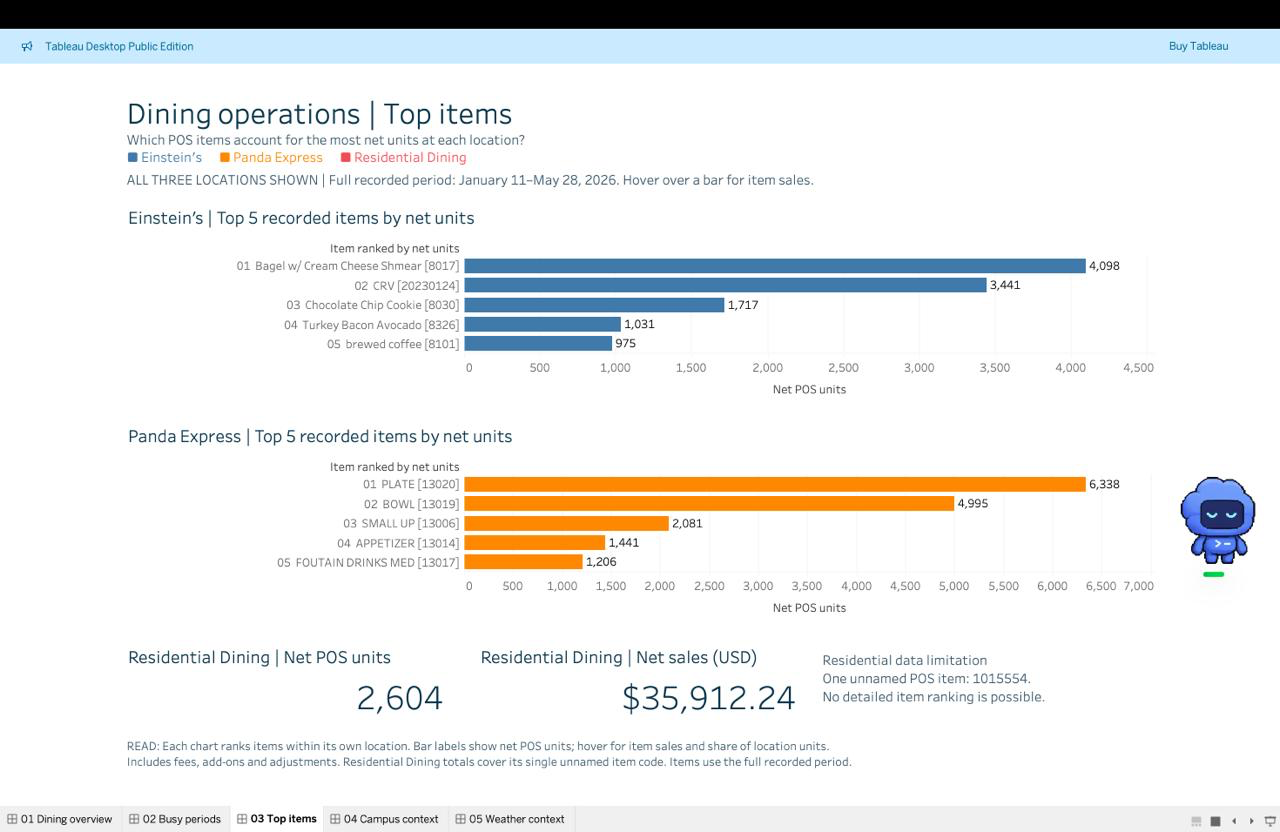 Tableau Desktop Public Edition
Buy Tableau
Dining operations | Top items
Which POS items account for the most net units at each location?
Einstein’s Panda Express Residential Dining
ALL THREE LOCATIONS SHOWN | Full recorded period: January 11–May 28, 2026. Hover over a bar for item sales.
Einstein’s | Top 5 recorded items by net units
Item ranked by net units
01 Bagel w/ Cream Cheese Shmear [8017] 4,098
02 CRV [20230124] 3,441
03 Chocolate Chip Cookie [8030] 1,717
04 Turkey Bacon Avocado [8326] 1,031
05 brewed coffee [8101] 975
0 500 1,000 1,500 2,000 2,500 3,000 3,500 4,000 4,500
Net POS units
Panda Express | Top 5 recorded items by net units
Item ranked by net units
01 PLATE [13020] 6,338
02 BOWL [13019] 4,995
03 SMALL UP [13006] 2,081
04 APPETIZER [13014] 1,441
05 FOUTAIN DRINKS MED [13017] 1,206
0 500 1,000 1,500 2,000 2,500 3,000 3,500 4,000 4,500 5,000 5,500 6,000 6,500 7,000
Net POS units
Residential Dining | Net POS units
2,604
Residential Dining | Net sales (USD)
$35,912.24
Residential data limitation
One unnamed POS item: 1015554.
No detailed item ranking is possible.
READ: Each chart ranks items within its own location. Bar labels show net POS units; hover for item sales and share of location units.
Includes fees, add-ons and adjustments. Residential Dining totals cover its single unnamed item code. Items use the full recorded period.
01 Dining overview 02 Busy periods 03 Top items 04 Campus context 05 Weather context